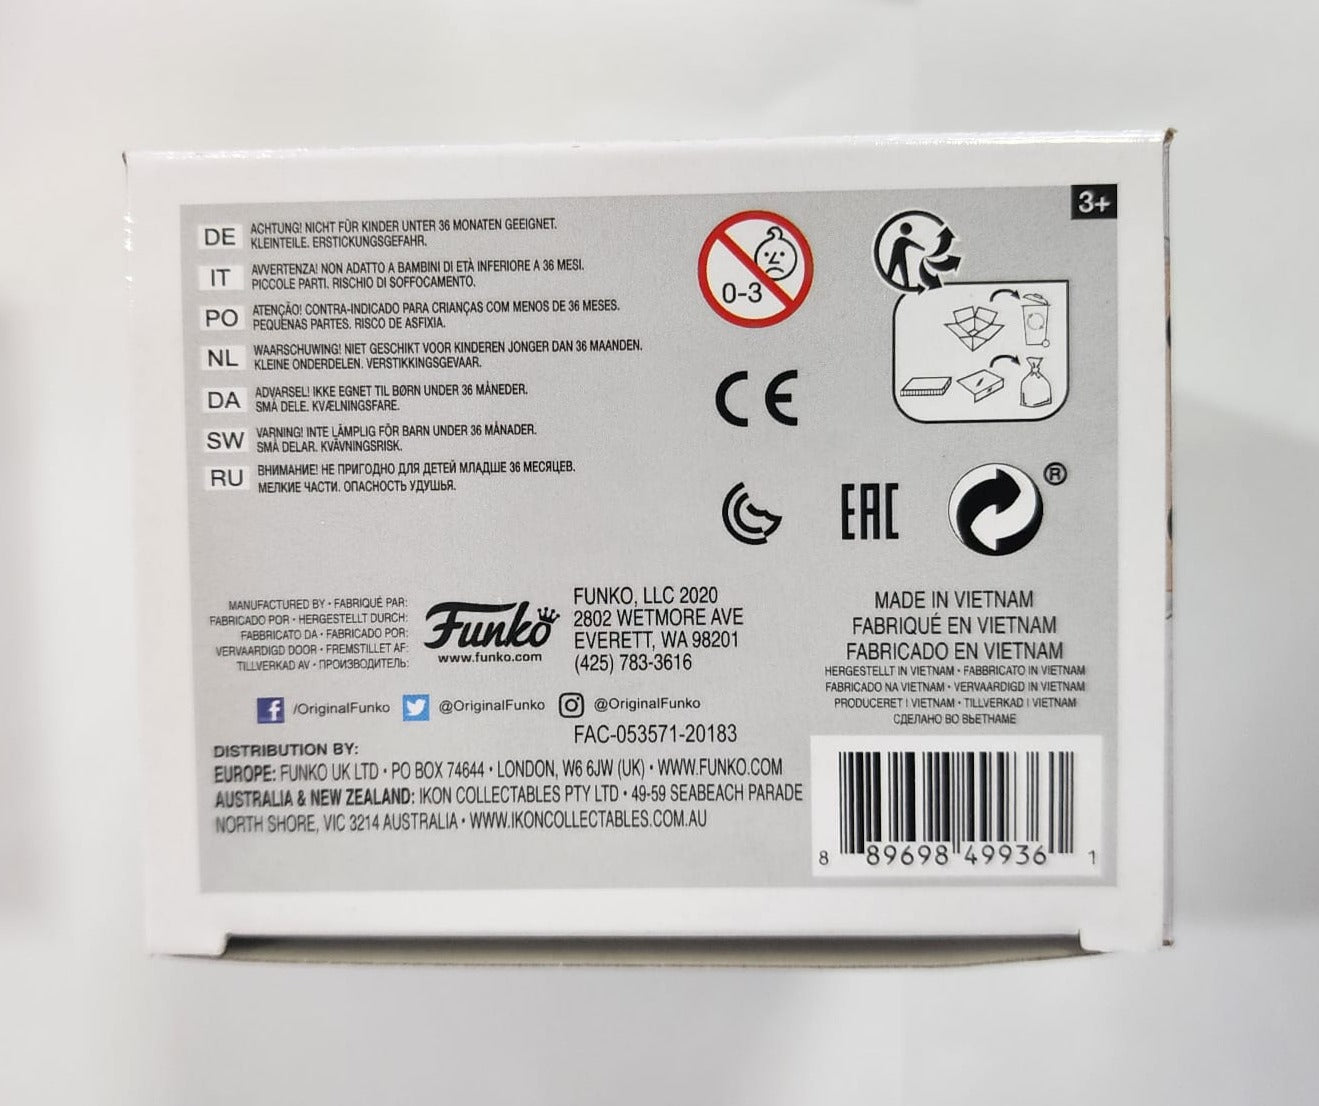 3+
DE
ACHTUNG! NICHT FÜR KINDER UNTER 36 MONATEN GEEIGNET.
KLEINTEILE. ERSTICKUNGSGEFAHR.
IT
AVVERTENZA! NON ADATTO A BAMBINI DI ETÀ INFERIORE A 36 MESI.
PICCOLE PARTI. RISCHIO DI SOFFOCAMENTO.
PO
ATENÇÃO! CONTRA-INDICADO PARA CRIANÇAS COM MENOS DE 36 MESES.
PEQUENAS PARTES. RISCO DE ASFIXIA.
NL
WAARSCHUWING! NIET GESCHIKT VOOR KINDEREN JONGER DAN 36 MAANDEN.
KLEINE ONDERDELEN. VERSTIKKINGSGEVAAR.
DA
ADVARSEL! IKKE EGNET TIL BØRN UNDER 36 MÅNEDER.
SMÅ DELE. KVÆLNINGSFARE.
SW
VARNING! INTE LÄMPLIG FÖR BARN UNDER 36 MÅNADER.
SMÅ DELAR. KVÄVNINGSRISK.
RU
ВНИМАНИЕ! НЕ ПРИГОДНО ДЛЯ ДЕТЕЙ МЛАДШЕ 36 МЕСЯЦЕВ.
МЕЛКИЕ ЧАСТИ. ОПАСНОСТЬ УДУШЬЯ.
0-3
CE
EAC
®
MANUFACTURED BY • FABRIQUÉ PAR:
FABRICADO POR • HERGESTELLT DURCH:
FABBRICATO DA • FABRICADO POR:
VERVAARDIGD DOOR • FREMSTILLET AF:
TILLVERKAD AV • ПРОИЗВОДИТЕЛЬ:
Funko
www.funko.com
FUNKO, LLC 2020
2802 WETMORE AVE
EVERETT, WA 98201
(425) 783-3616
/OriginalFunko
@OriginalFunko
@OriginalFunko
FAC-053571-20183
DISTRIBUTION BY:
EUROPE: FUNKO UK LTD • PO BOX 74644 • LONDON, W6 6JW (UK) • WWW.FUNKO.COM
AUSTRALIA & NEW ZEALAND: IKON COLLECTABLES PTY LTD • 49-59 SEABEACH PARADE
NORTH SHORE, VIC 3214 AUSTRALIA • WWW.IKONCOLLECTABLES.COM.AU
MADE IN VIETNAM
FABRIQUÉ EN VIETNAM
FABRICADO EN VIETNAM
HERGESTELLT IN VIETNAM • FABBRICATO IN VIETNAM
FABRICADO NA VIETNAM • VERVAARDIGD IN VIETNAM
PRODUCERET I VIETNAM • TILLVERKAD I VIETNAM
СДЕЛАНО ВО ВЬЕТНАМЕ
8 89698 49936 1